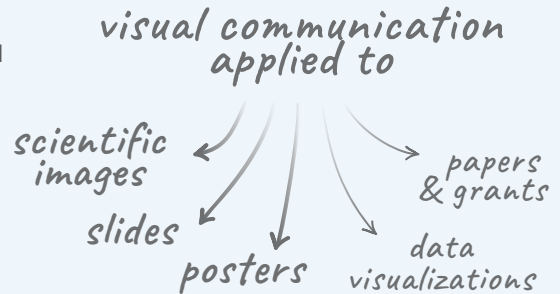 visual communication
applied to
scientific
images
slides
posters
data
visualizations
papers
& grants